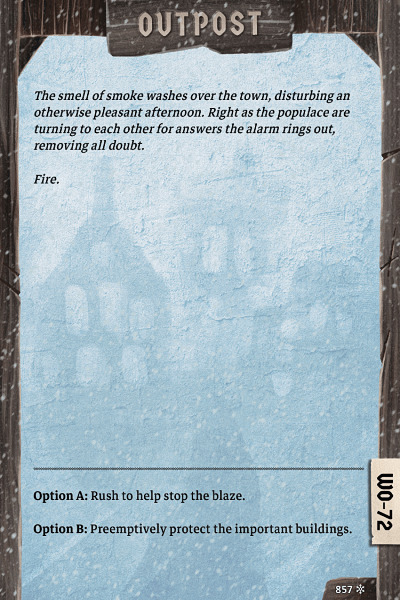 OUTPOST
The smell of smoke washes over the town, disturbing an
otherwise pleasant afternoon. Right as the populace are
turning to each other for answers the alarm rings out,
removing all doubt.
Fire.
Option A: Rush to help stop the blaze.
Option B: Preemptively protect the important buildings.
WO-72
857